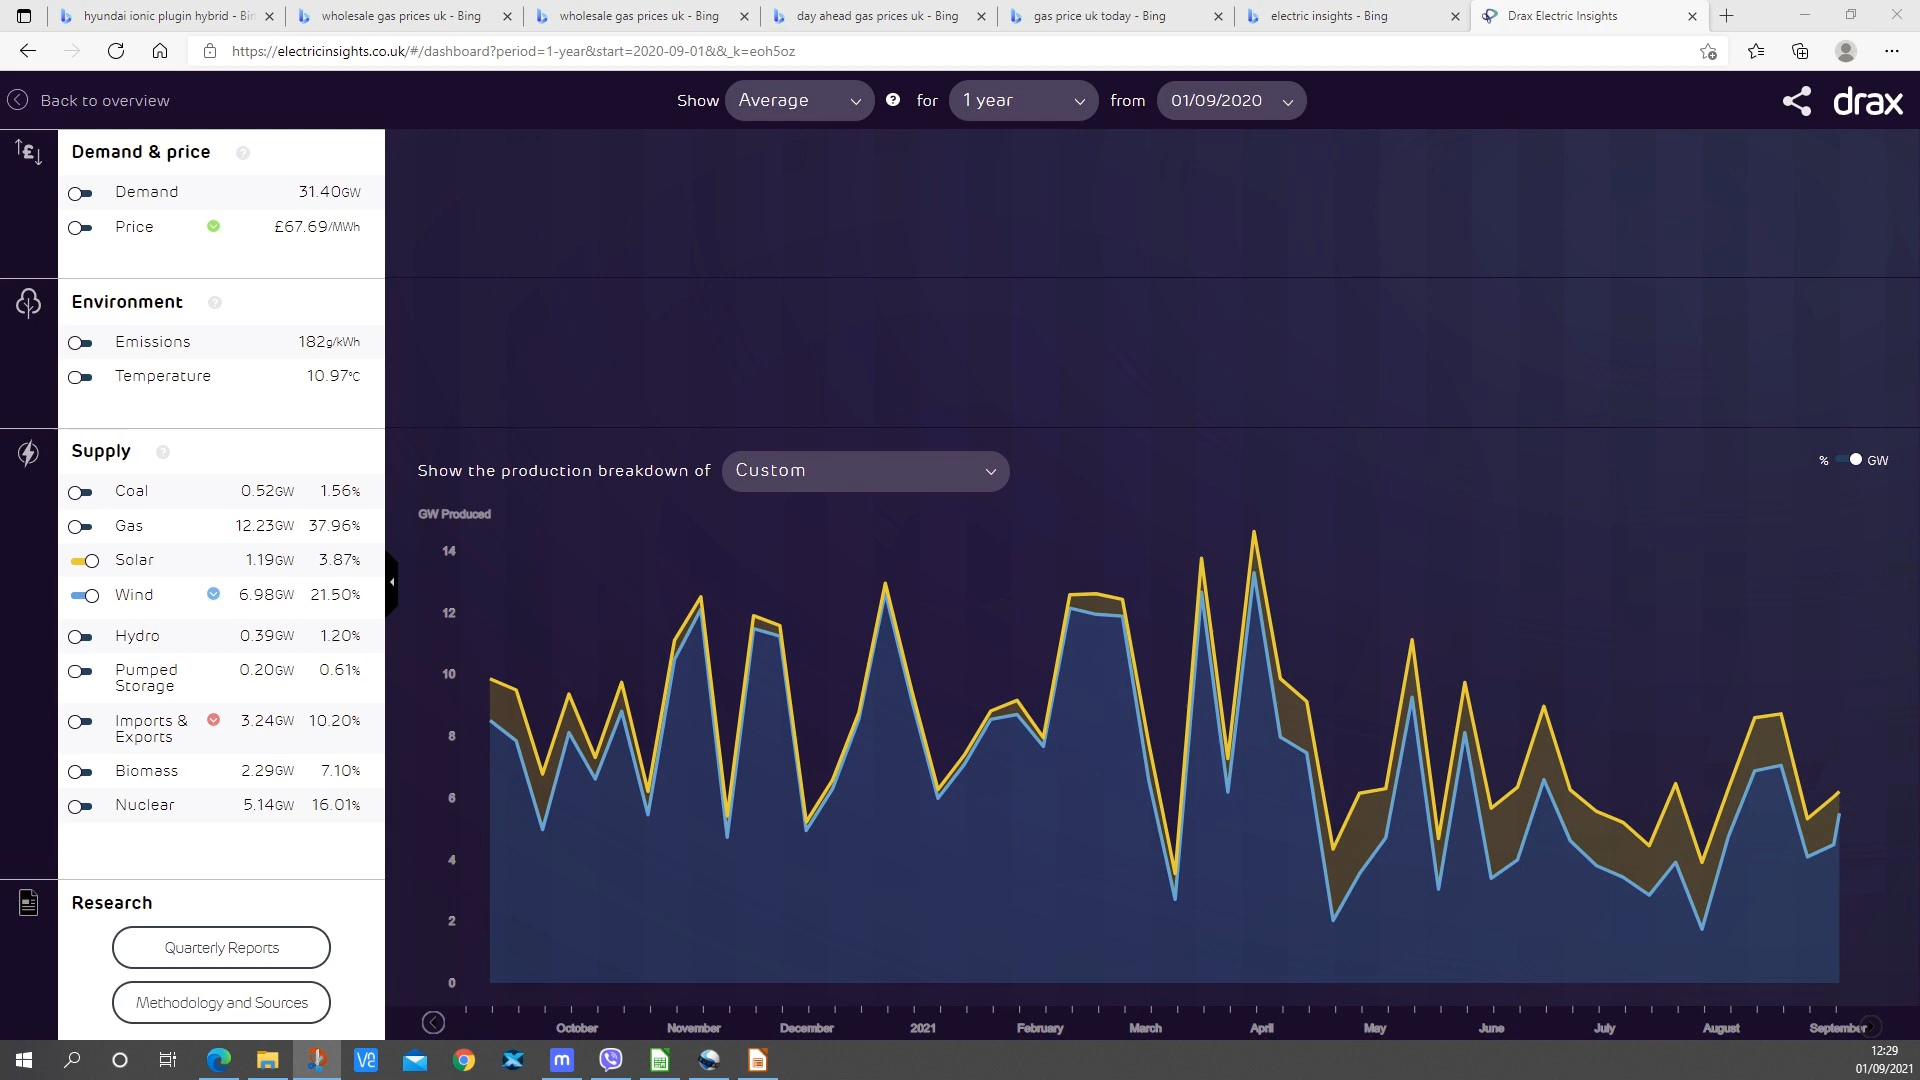 hyundai ionic plugin hybrid - Bin
wholesale gas prices uk - Bing
wholesale gas prices uk - Bing
day ahead gas prices uk - Bing
gas price uk today - Bing
electric insights - Bing
Drax Electric Insights
https://electricinsights.co.uk/#/dashboard?period=1-year&start=2020-09-01&&_k=eoh5oz
Back to overview
Show Average ? for 1 year from 01/09/2020
drax
Demand & price ?
Demand 31.40GW
Price £67.69/MWh
Environment ?
Emissions 182g/kWh
Temperature 10.97°C
Supply ?
Coal 0.52GW 1.56%
Gas 12.23GW 37.96%
Solar 1.19GW 3.87%
Wind 6.98GW 21.50%
Hydro 0.39GW 1.20%
Pumped Storage 0.20GW 0.61%
Imports & Exports 3.24GW 10.20%
Biomass 2.29GW 7.10%
Nuclear 5.14GW 16.01%
Research
Quarterly Reports
Methodology and Sources
Show the production breakdown of Custom
% GW
GW Produced
14
12
10
8
6
4
2
0
October November December 2021 February March April May June July August September
12:29
01/09/2021